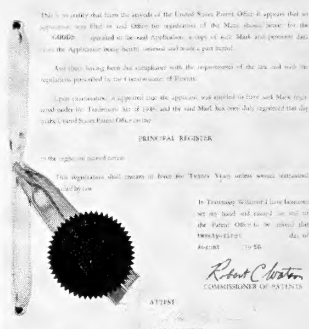 This is to certify that from the records of the United States Patent Office it appears that an
application was filed in said Office for registration of the Mark shown herein for the
GOODS
appended to the said Application, a copy of said Mark and pertinent data
from the Application being hereto annexed and made a part hereof,
And there having been due compliance with the requirements of the law and with the
regulations prescribed by the Commissioner of Patents,
Upon examination, it appeared that the applicant was entitled to have said Mark
under the Trademark Act of 1946, and the said Mark has been duly registered this day
in the United States Patent Office on the
PRINCIPAL REGISTER
to the registrant named herein.
This registration shall remain in force for Twenty Years unless sooner terminated
by law.
In Testimony Whereof I have hereunto
set my hand and caused the seal of
the Patent Office to be affixed this
twenty-first day of
August 19
Robert C Watson
COMMISSIONER OF PATENTS
ATTEST